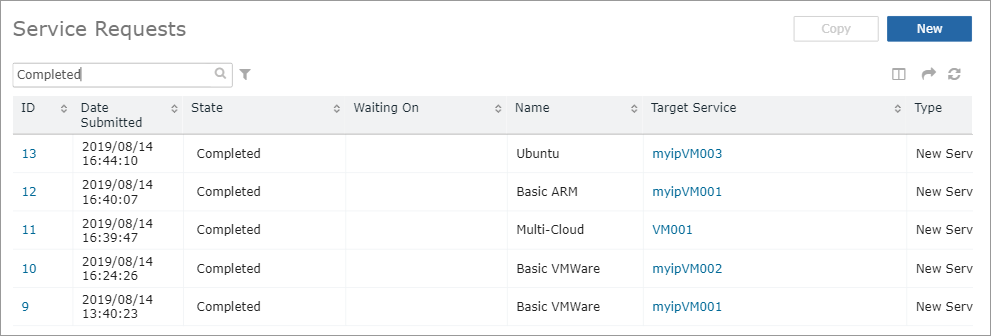 Service Requests
Copy
New
Completed
ID Date Submitted State Waiting On Name Target Service Type
13 2019/08/14 16:44:10 Completed Ubuntu myipVM003 New Serv
12 2019/08/14 16:40:07 Completed Basic ARM myipVM001 New Serv
11 2019/08/14 16:39:47 Completed Multi-Cloud VM001 New Serv
10 2019/08/14 16:24:26 Completed Basic VMWare myipVM002 New Serv
9 2019/08/14 13:40:23 Completed Basic VMWare myipVM001 New Serv